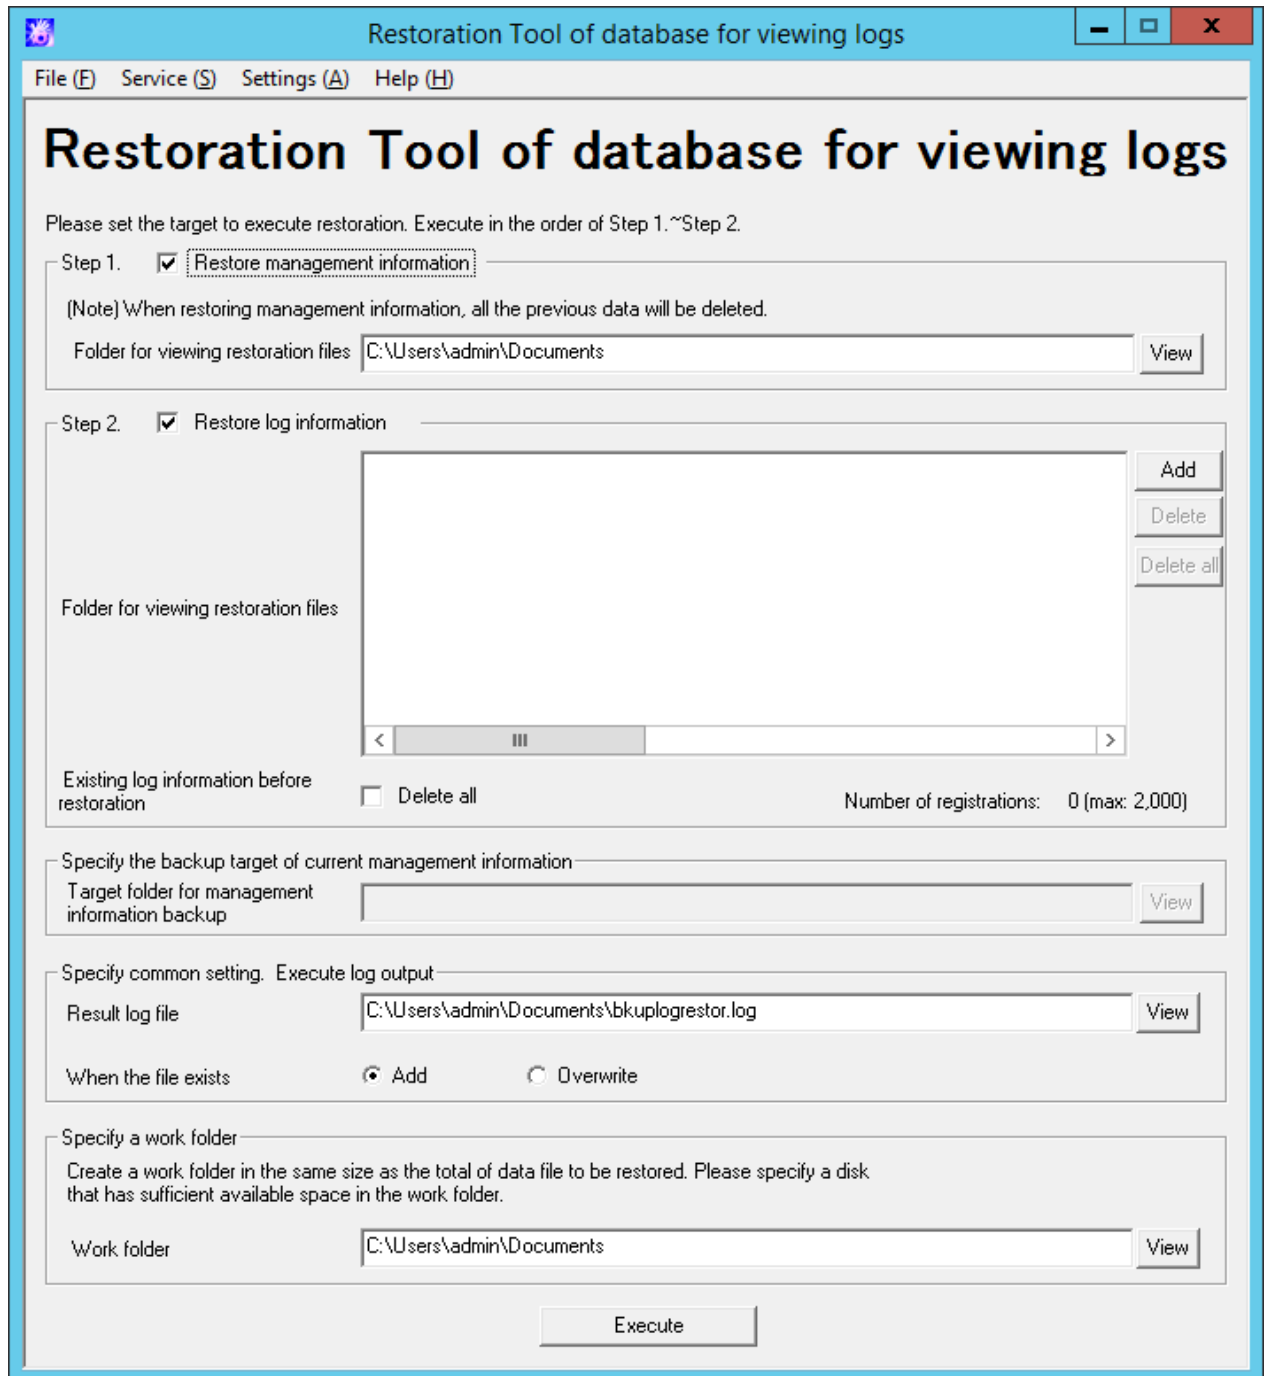 Restoration Tool of database for viewing logs
File (F) Service (S) Settings (A) Help (H)
Restoration Tool of database for viewing logs
Please set the target to execute restoration. Execute in the order of Step 1.~Step 2.
Step 1. Restore management information
(Note) When restoring management information, all the previous data will be deleted.
Folder for viewing restoration files C:\Users\admin\Documents View
Step 2. Restore log information
Add
Delete
Delete all
Folder for viewing restoration files
Existing log information before
restoration
Delete all
Number of registrations: 0 (max: 2,000)
Specify the backup target of current management information
Target folder for management
information backup
View
Specify common setting. Execute log output
Result log file C:\Users\admin\Documents\bkuplogrestor.log View
When the file exists Add Overwrite
Specify a work folder
Create a work folder in the same size as the total of data file to be restored. Please specify a disk
that has sufficient available space in the work folder.
Work folder C:\Users\admin\Documents View
Execute